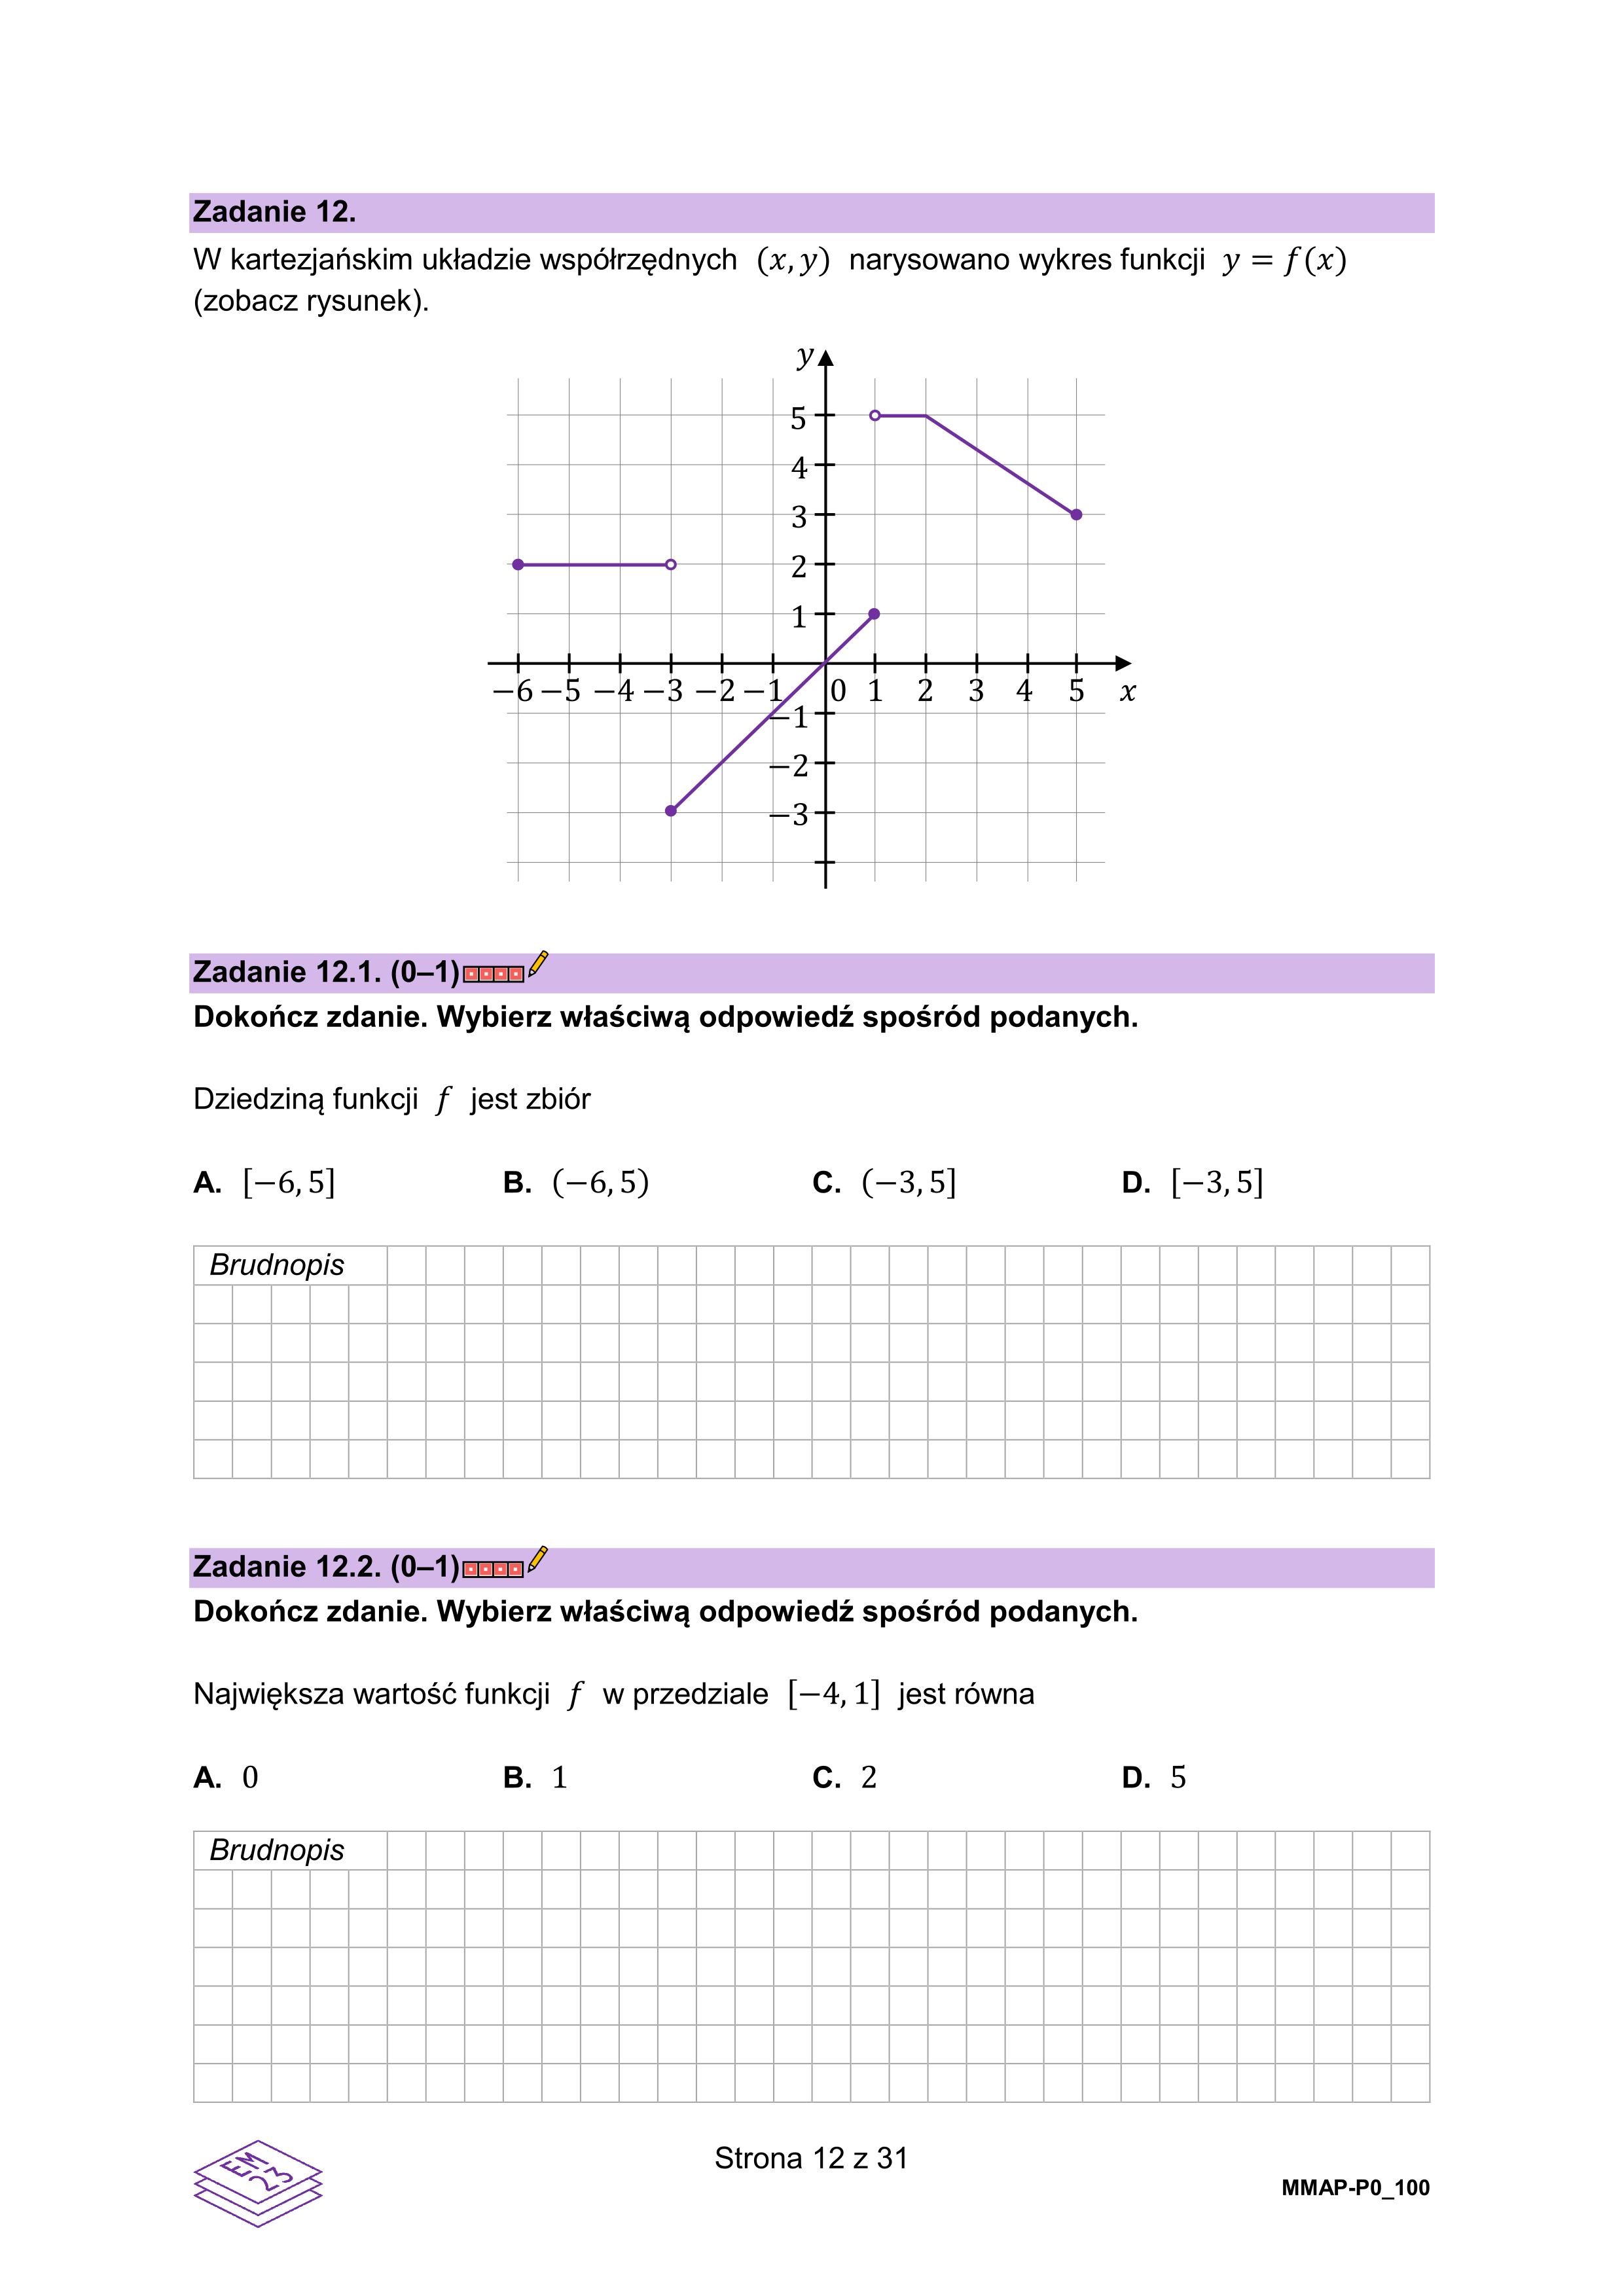 Zadanie 12.
W kartezjańskim układzie współrzędnych (x, y) narysowano wykres funkcji y = f(x)
(zobacz rysunek).
y
5
4
3
2
1
−6 −5 −4 −3 −2 −1 0 1 2 3 4 5 x
−1
−2
−3
Zadanie 12.1. (0–1)
Dokończ zdanie. Wybierz właściwą odpowiedź spośród podanych.
Dziedziną funkcji f jest zbiór
A. [−6, 5] B. (−6, 5) C. (−3, 5] D. [−3, 5]
Brudnopis
Zadanie 12.2. (0–1)
Dokończ zdanie. Wybierz właściwą odpowiedź spośród podanych.
Największa wartość funkcji f w przedziale [−4, 1] jest równa
A. 0 B. 1 C. 2 D. 5
Brudnopis
EM
23
Strona 12 z 31
MMAP-P0_100